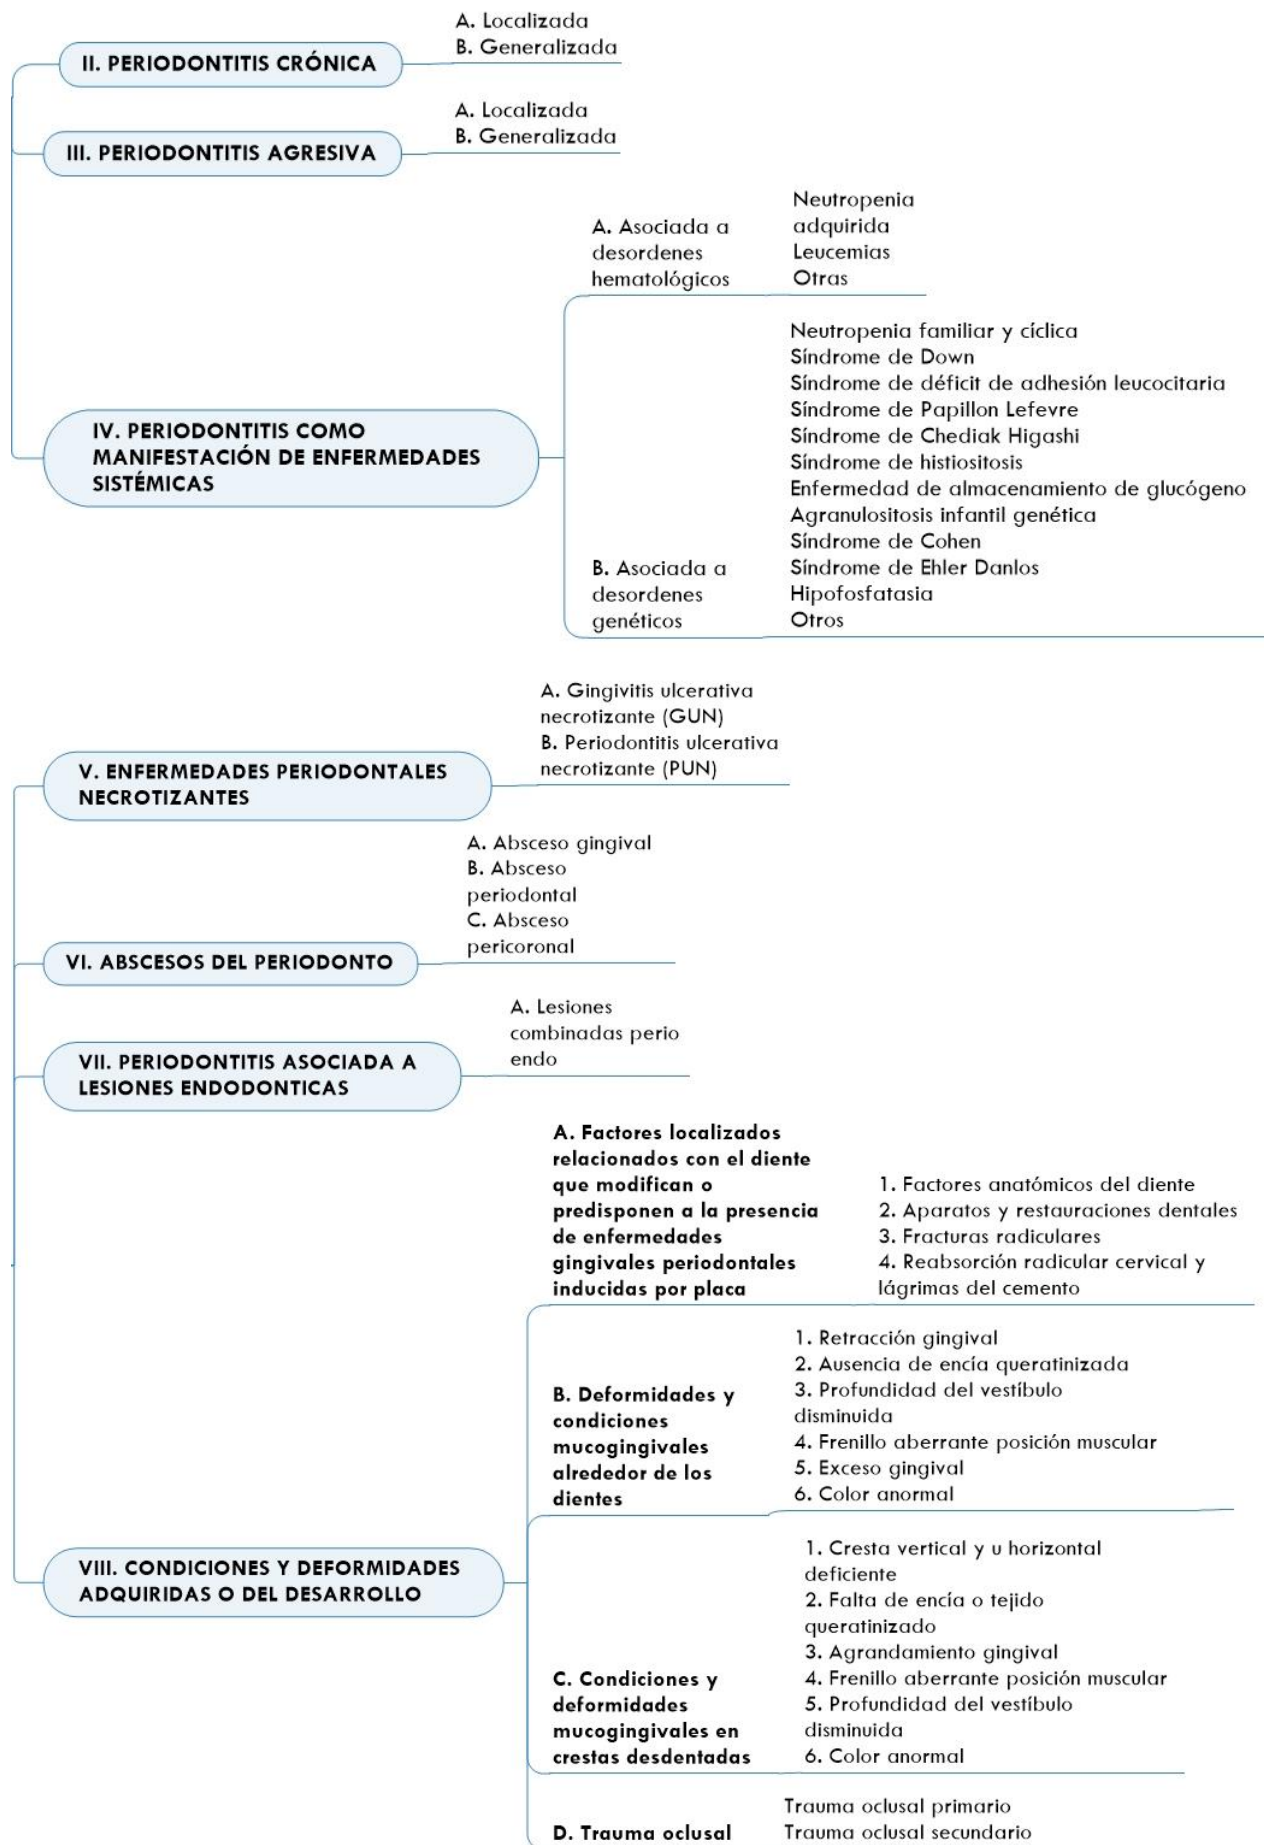 II. PERIODONTITIS CRÓNICA
A. Localizada
B. Generalizada
III. PERIODONTITIS AGRESIVA
A. Localizada
B. Generalizada
IV. PERIODONTITIS COMO
MANIFESTACIÓN DE ENFERMEDADES
SISTÉMICAS
A. Asociada a
desordenes
hematológicos
Neutropenia
adquirida
Leucemias
Otras
B. Asociada a
desordenes
genéticos
Neutropenia familiar y cíclica
Síndrome de Down
Síndrome de déficit de adhesión leucocitaria
Síndrome de Papillon Lefevre
Síndrome de Chediak Higashi
Síndrome de histiositosis
Enfermedad de almacenamiento de glucógeno
Agranulositosis infantil genética
Síndrome de Cohen
Síndrome de Ehler Danlos
Hipofosfatasia
Otros
V. ENFERMEDADES PERIODONTALES
NECROTIZANTES
A. Gingivitis ulcerativa
necrotizante (GUN)
B. Periodontitis ulcerativa
necrotizante (PUN)
VI. ABSCESOS DEL PERIODONTO
A. Absceso gingival
B. Absceso
periodontal
C. Absceso
pericoronal
VII. PERIODONTITIS ASOCIADA A
LESIONES ENDODONTICAS
A. Lesiones
combinadas perio
endo
VIII. CONDICIONES Y DEFORMIDADES
ADQUIRIDAS O DEL DESARROLLO
A. Factores localizados
relacionados con el diente
que modifican o
predisponen a la presencia
de enfermedades
gingivales periodontales
inducidas por placa
1. Factores anatómicos del diente
2. Aparatos y restauraciones dentales
3. Fracturas radiculares
4. Reabsorción radicular cervical y
lágrimas del cemento
B. Deformidades y
condiciones
mucogingivales
alrededor de los
dientes
1. Retracción gingival
2. Ausencia de encía queratinizada
3. Profundidad del vestíbulo
disminuida
4. Frenillo aberrante posición muscular
5. Exceso gingival
6. Color anormal
C. Condiciones y
deformidades
mucogingivales en
crestas desdentadas
1. Cresta vertical y u horizontal
deficiente
2. Falta de encía o tejido
queratinizado
3. Agrandamiento gingival
4. Frenillo aberrante posición muscular
5. Profundidad del vestíbulo
disminuida
6. Color anormal
D. Trauma oclusal
Trauma oclusal primario
Trauma oclusal secundario